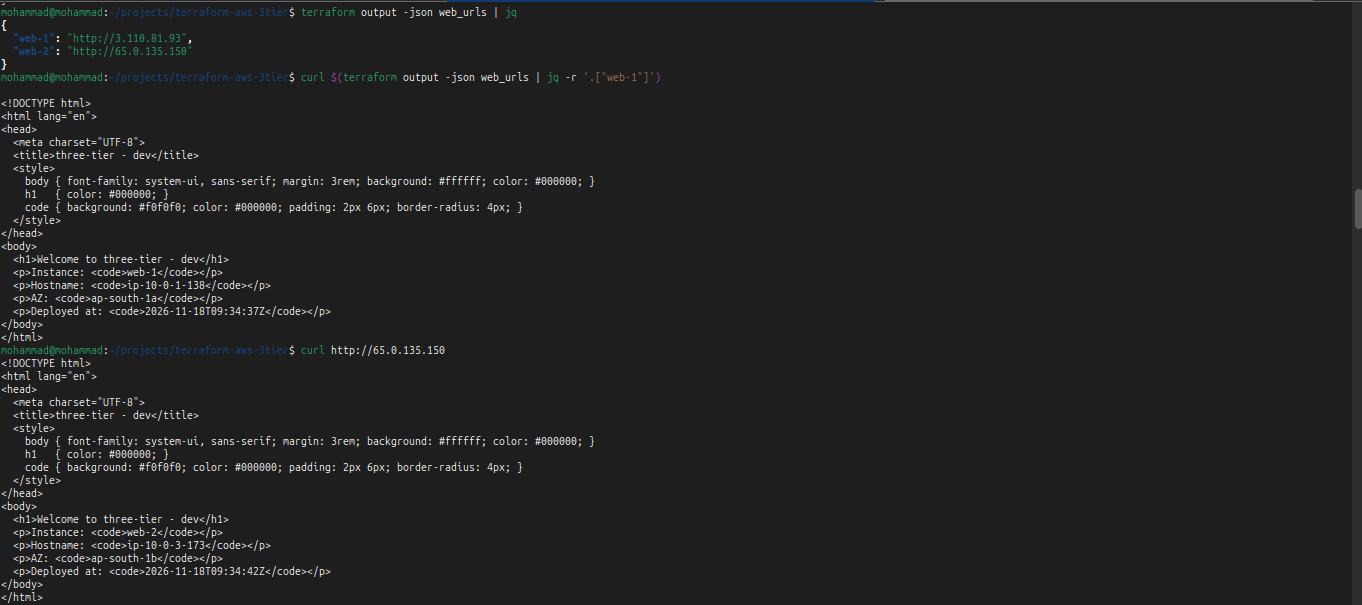 mohammad@mohammad:~/projects/terraform-aws-3tier$ terraform output -json web_urls | jq
{
  "web-1": "http://3.110.81.93",
  "web-2": "http://65.0.135.150"
}
mohammad@mohammad:~/projects/terraform-aws-3tier$ curl $(terraform output -json web_urls | jq -r '.["web-1"]')
<!DOCTYPE html>
<html lang="en">
<head>
  <meta charset="UTF-8">
  <title>three-tier - dev</title>
  <style>
    body { font-family: system-ui, sans-serif; margin: 3rem; background: #ffffff; color: #000000; }
    h1   { color: #000000; }
    code { background: #f0f0f0; color: #000000; padding: 2px 6px; border-radius: 4px; }
  </style>
</head>
<body>
  <h1>Welcome to three-tier - dev</h1>
  <p>Instance: <code>web-1</code></p>
  <p>Hostname: <code>ip-10-0-1-138</code></p>
  <p>AZ: <code>ap-south-1a</code></p>
  <p>Deployed at: <code>2026-11-18T09:34:37Z</code></p>
</body>
</html>
mohammad@mohammad:~/projects/terraform-aws-3tier$ curl http://65.0.135.150
<!DOCTYPE html>
<html lang="en">
<head>
  <meta charset="UTF-8">
  <title>three-tier - dev</title>
  <style>
    body { font-family: system-ui, sans-serif; margin: 3rem; background: #ffffff; color: #000000; }
    h1   { color: #000000; }
    code { background: #f0f0f0; color: #000000; padding: 2px 6px; border-radius: 4px; }
  </style>
</head>
<body>
  <h1>Welcome to three-tier - dev</h1>
  <p>Instance: <code>web-2</code></p>
  <p>Hostname: <code>ip-10-0-3-173</code></p>
  <p>AZ: <code>ap-south-1b</code></p>
  <p>Deployed at: <code>2026-11-18T09:34:42Z</code></p>
</body>
</html>